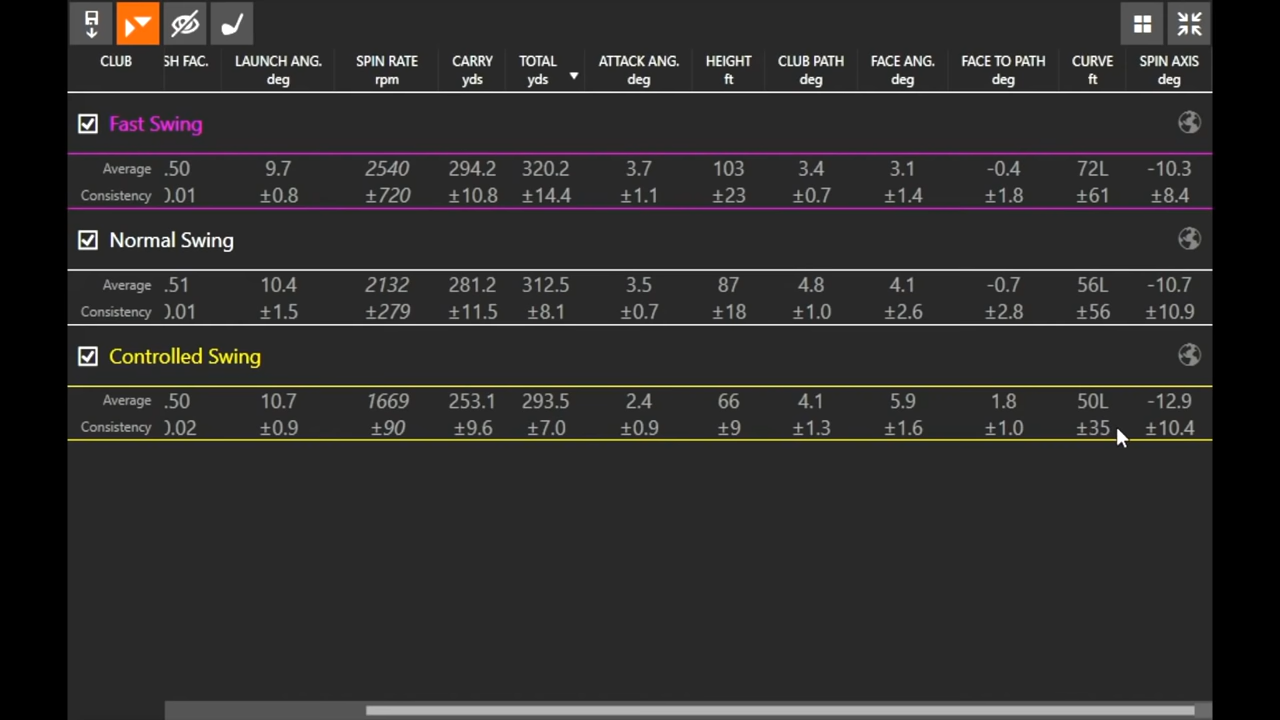 CLUB SH FAC. LAUNCH ANG. SPIN RATE CARRY TOTAL ATTACK ANG. HEIGHT CLUB PATH FACE ANG. FACE TO PATH CURVE SPIN AXIS
deg rpm yds yds deg ft deg deg deg ft deg
Fast Swing
Average .50 9.7 2540 294.2 320.2 3.7 103 3.4 3.1 -0.4 72L -10.3
Consistency 0.01 ±0.8 ±720 ±10.8 ±14.4 ±1.1 ±23 ±0.7 ±1.4 ±1.8 ±61 ±8.4
Normal Swing
Average .51 10.4 2132 281.2 312.5 3.5 87 4.8 4.1 -0.7 56L -10.7
Consistency 0.01 ±1.5 ±279 ±11.5 ±8.1 ±0.7 ±18 ±1.0 ±2.6 ±2.8 ±56 ±10.9
Controlled Swing
Average .50 10.7 1669 253.1 293.5 2.4 66 4.1 5.9 1.8 50L -12.9
Consistency 0.02 ±0.9 ±90 ±9.6 ±7.0 ±0.9 ±9 ±1.3 ±1.6 ±1.0 ±35 ±10.4